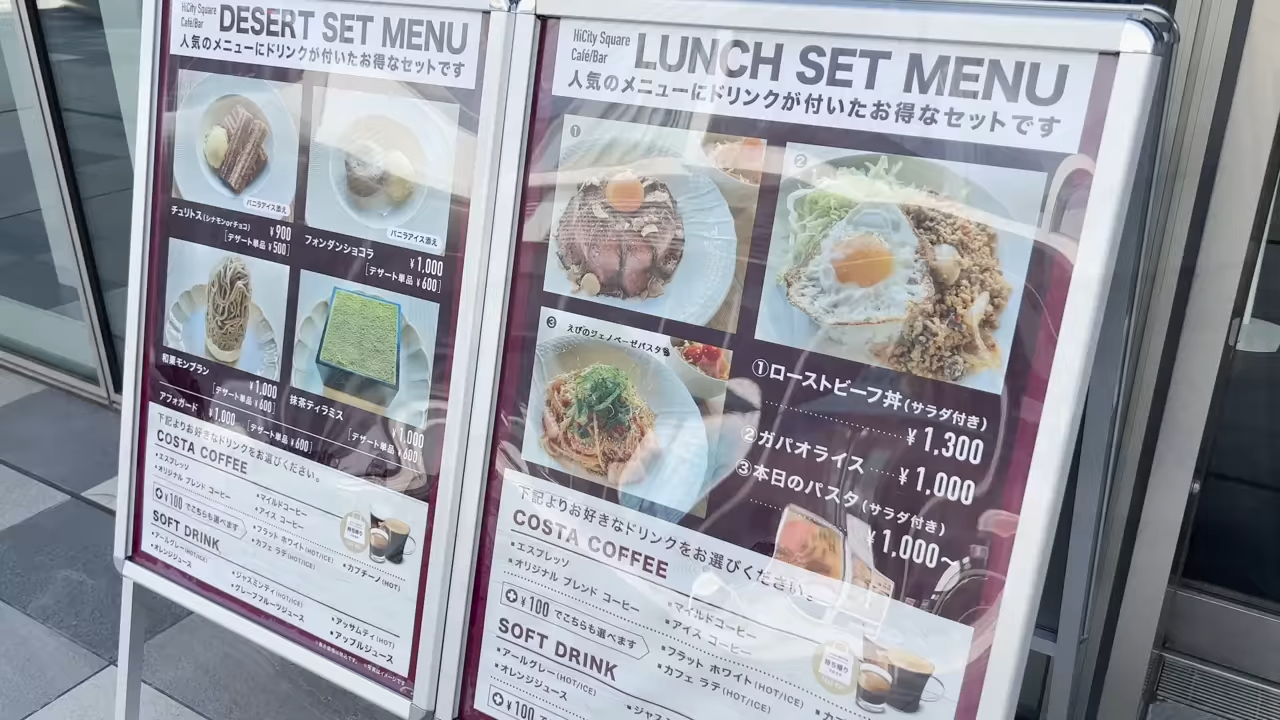 HiCity Square
Café/Bar
DESERT SET MENU
人気のメニューにドリンクが付いたお得なセットです
バニラアイス添え
チュリトス(シナモンorチョコ)
¥900
[デザート単品 ¥500]
バニラアイス添え
フォンダンショコラ
¥1,000
[デザート単品 ¥600]
和栗モンブラン
¥1,000
[デザート単品 ¥600]
抹茶ティラミス
¥1,000
[デザート単品 ¥600]
アフォガード
¥1,000
[デザート単品 ¥600]
下記よりお好きなドリンクをお選びください。
COSTA COFFEE
•エスプレッソ
•オリジナル ブレンド コーヒー
•マイルドコーヒー
•アイス コーヒー
¥100 でこちらも選べます
•フラット ホワイト(HOT/ICE)
•カフェ ラテ(HOT/ICE)
•カプチーノ(HOT)
SOFT DRINK
•アールグレー(HOT/ICE)
•オレンジジュース
•ジャスミンティ(HOT/ICE)
•グレープフルーツジュース
•アッサムティ(HOT)
•アップルジュース
HiCity Square
Café/Bar
LUNCH SET MENU
人気のメニューにドリンクが付いたお得なセットです
①
②
③
えびのジェノベーゼパスタ
①ローストビーフ丼(サラダ付き)
¥1,300
②ガパオライス
¥1,000
③本日のパスタ(サラダ付き)
¥1,000〜
下記よりお好きなドリンクをお選びください。
COSTA COFFEE
•エスプレッソ
•オリジナル ブレンド コーヒー
•マイルドコーヒー
•アイス コーヒー
¥100 でこちらも選べます
•フラット ホワイト(HOT/ICE)
•カフェ ラテ(HOT/ICE)
持ち帰り
SOFT DRINK
•アールグレー(HOT/ICE)
•オレンジジュース
¥100